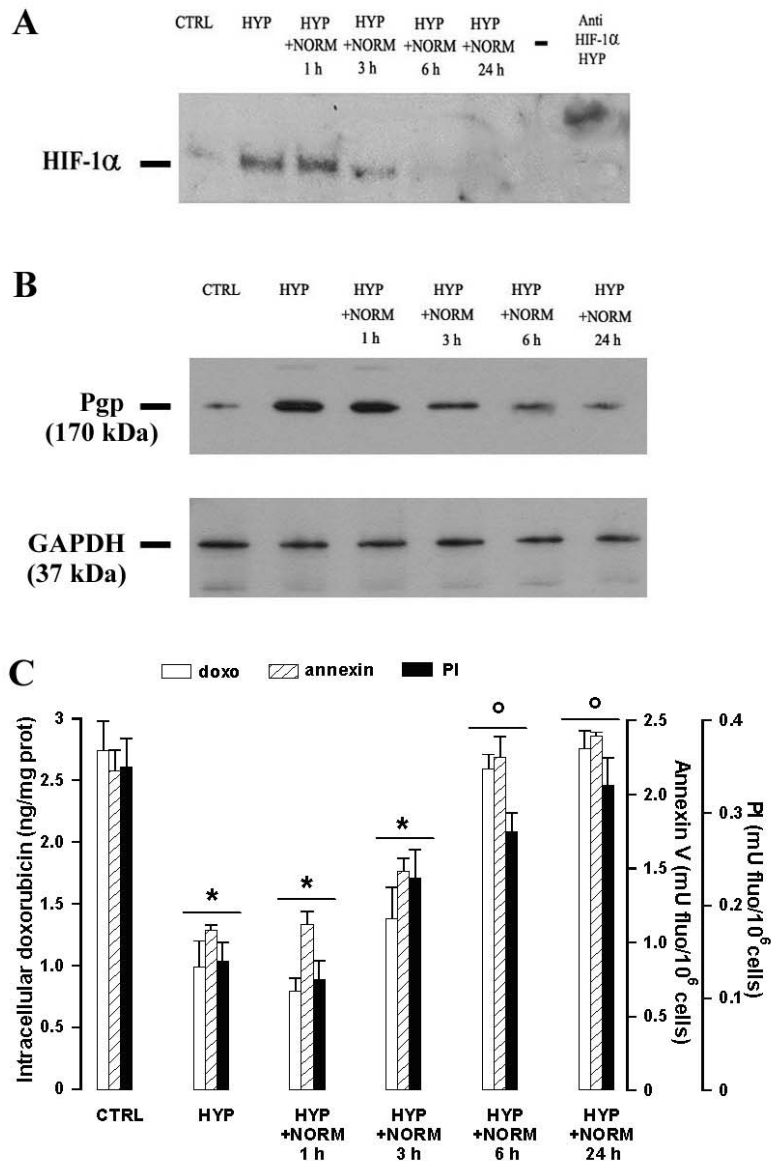 A
CTRL HYP HYP HYP HYP HYP – Anti
+NORM +NORM +NORM +NORM HIF-1α
1 h 3 h 6 h 24 h HYP
HIF-1α
B
CTRL HYP HYP HYP HYP HYP
+NORM +NORM +NORM +NORM
1 h 3 h 6 h 24 h
Pgp
(170 kDa)
GAPDH
(37 kDa)
C
doxo annexin PI
Intracellular doxorubicin (ng/mg prot)
3
2.5
2.0
1.5
1.0
0.5
0
* * * ° °
2.5
2.0
1.5
1.0
0.5
0
Annexin V (mU fluo/10⁶ cells)
0.4
0.3
0.2
0.1
0
PI (mU fluo/10⁶ cells)
CTRL HYP HYP HYP HYP HYP
+NORM +NORM +NORM +NORM
1 h 3 h 6 h 24 h